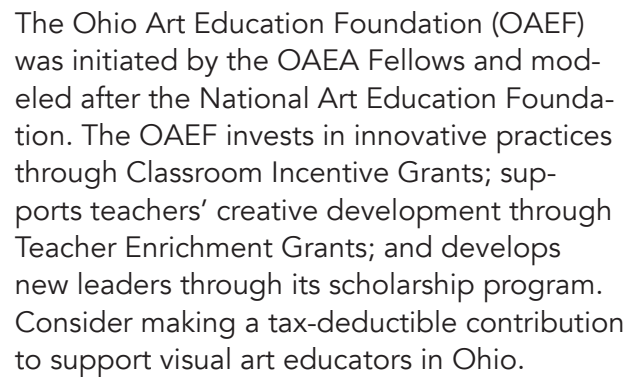 The Ohio Art Education Foundation (OAEF)
was initiated by the OAEA Fellows and mod-
eled after the National Art Education Founda-
tion. The OAEF invests in innovative practices
through Classroom Incentive Grants; sup-
ports teachers’ creative development through
Teacher Enrichment Grants; and develops
new leaders through its scholarship program.
Consider making a tax-deductible contribution
to support visual art educators in Ohio.